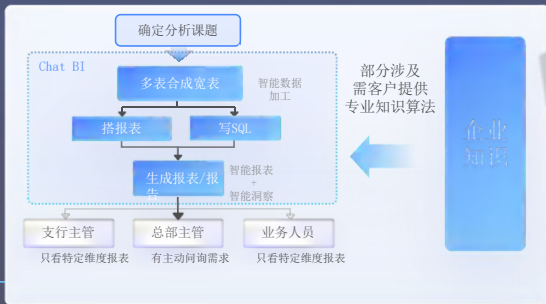 确定分析课题
Chat BI
多表合成宽表
智能数据
加工
搭报表
写SQL
生成报表/报
告
智能报表
+
智能洞察
支行主管
总部主管
业务人员
只看特定维度报表
有主动问询需求
只看特定维度报表
部分涉及
需客户提供
专业知识算法
企业
知识